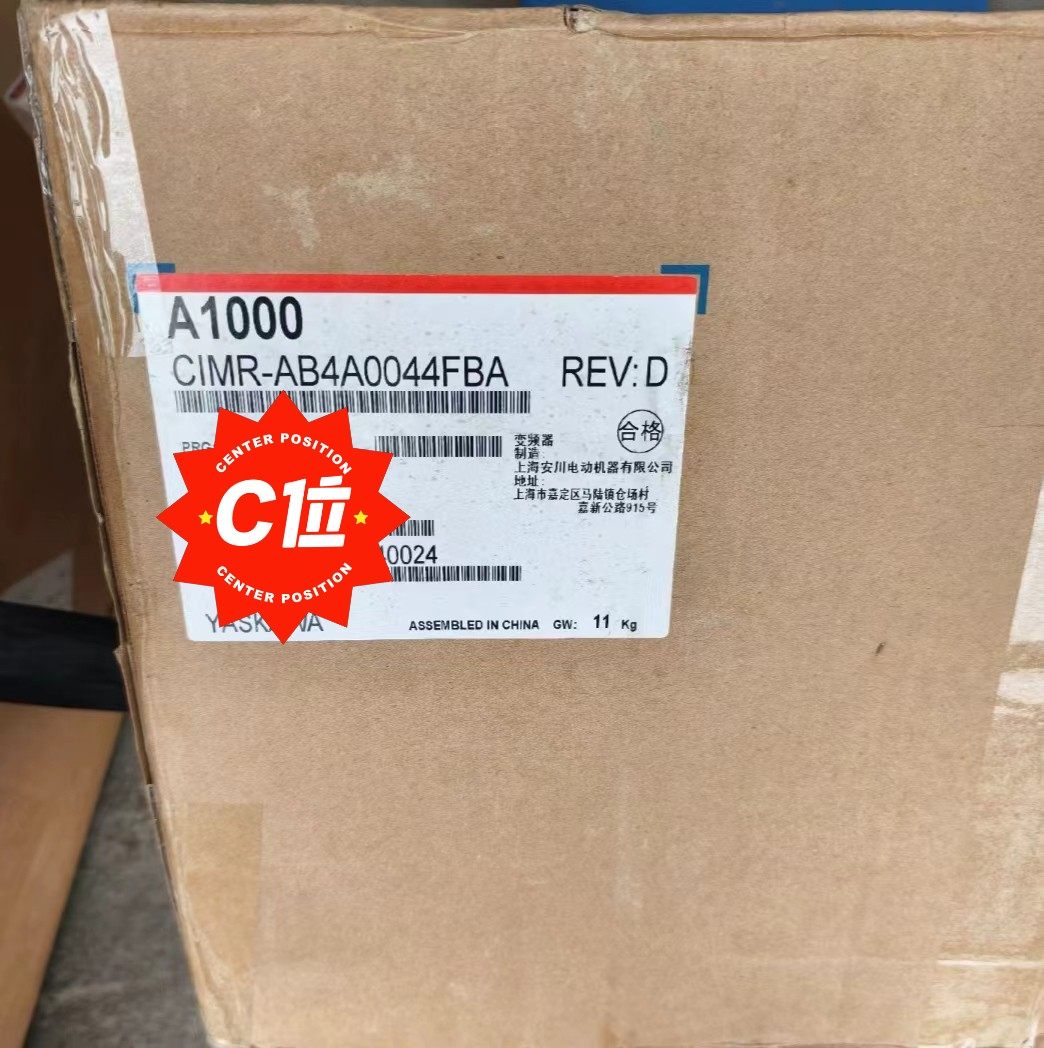 A1000
CIMR-AB4A0044FBA REV: D
合格
PRG
变频器
制造:
上海安川电动机器有限公司
地址:
上海市嘉定区马陆镇仓场村
嘉新公路915号
CENTER POSITION
C1位
CENTER POSITION
0024
YASKAWA ASSEMBLED IN CHINA GW: 11 Kg